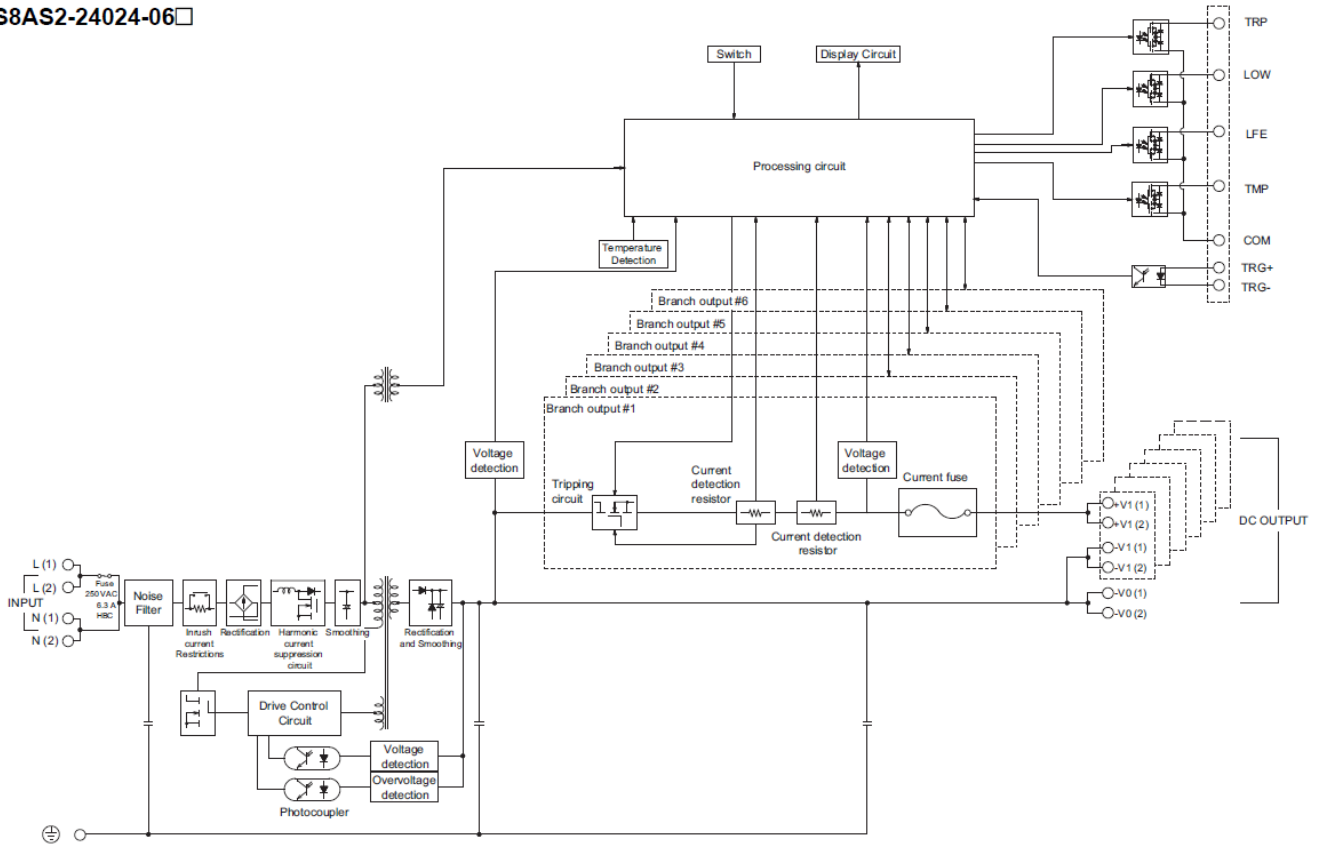 S8AS2-24024-06□
Switch
Display Circuit
Processing circuit
TRP
LOW
LFE
TMP
COM
TRG+
TRG-
Temperature
Detection
Branch output #6
Branch output #5
Branch output #4
Branch output #3
Branch output #2
Branch output #1
Voltage
detection
Tripping
circuit
Current
detection
resistor
Current detection
resistor
Voltage
detection
Current fuse
+V1 (1)
+V1 (2)
-V1 (1)
-V1 (2)
-V0 (1)
-V0 (2)
DC OUTPUT
L (1)
L (2)
INPUT
N (1)
N (2)
Fuse
250VAC
6.3 A
HBC
Noise
Filter
Inrush
current
Restrictions
Rectification
Harmonic
current
suppression
circuit
Smoothing
Rectification
and Smoothing
Drive Control
Circuit
Voltage
detection
Overvoltage
detection
Photocoupler